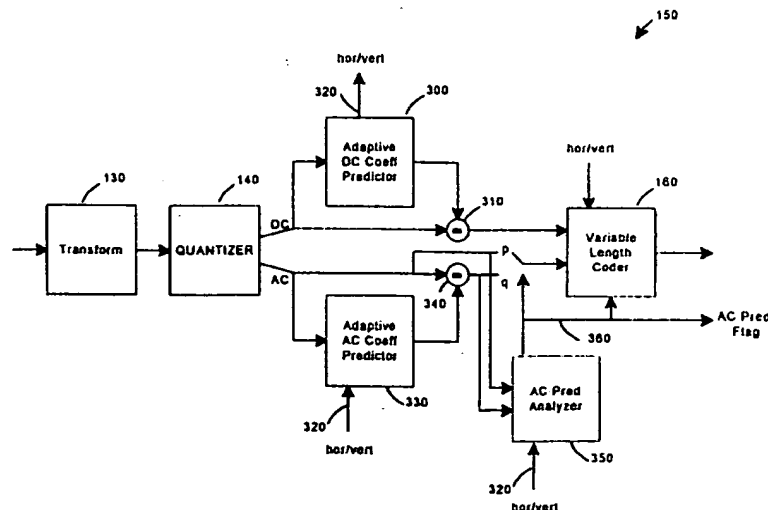 150
hor/vert
320
300
Adaptive
DC Coeff
Predictor
hor/vert
130
140
160
310
DC
Transform
QUANTIZER
Variable
Length
Coder
p
q
AC
340
Adaptive
AC Coeff
Predictor
360
AC Pred
Flag
AC Pred
Analyzer
320
330
hor/vert
350
320
hor/vert